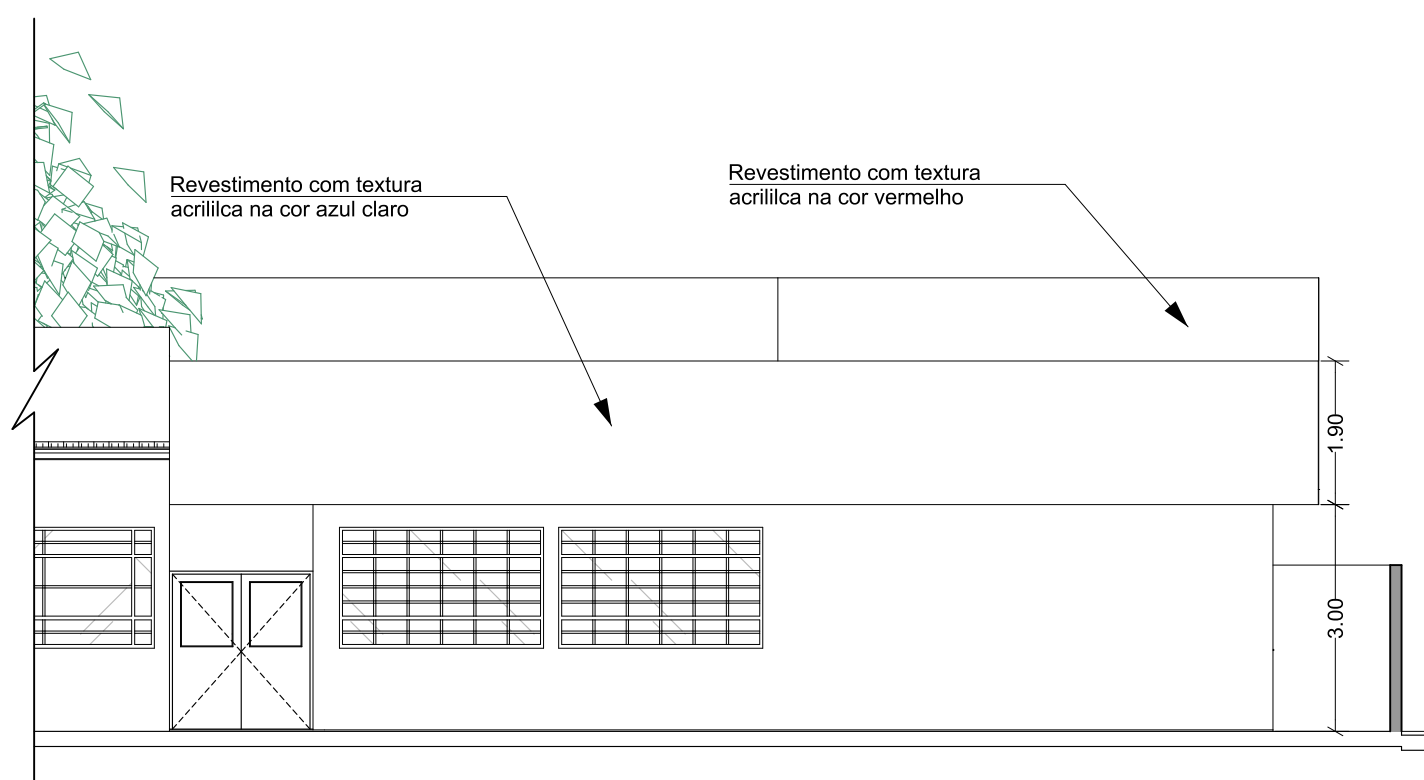 Revestimento com textura
acrililca na cor azul claro
Revestimento com textura
acrililca na cor vermelho
1.90
3.00